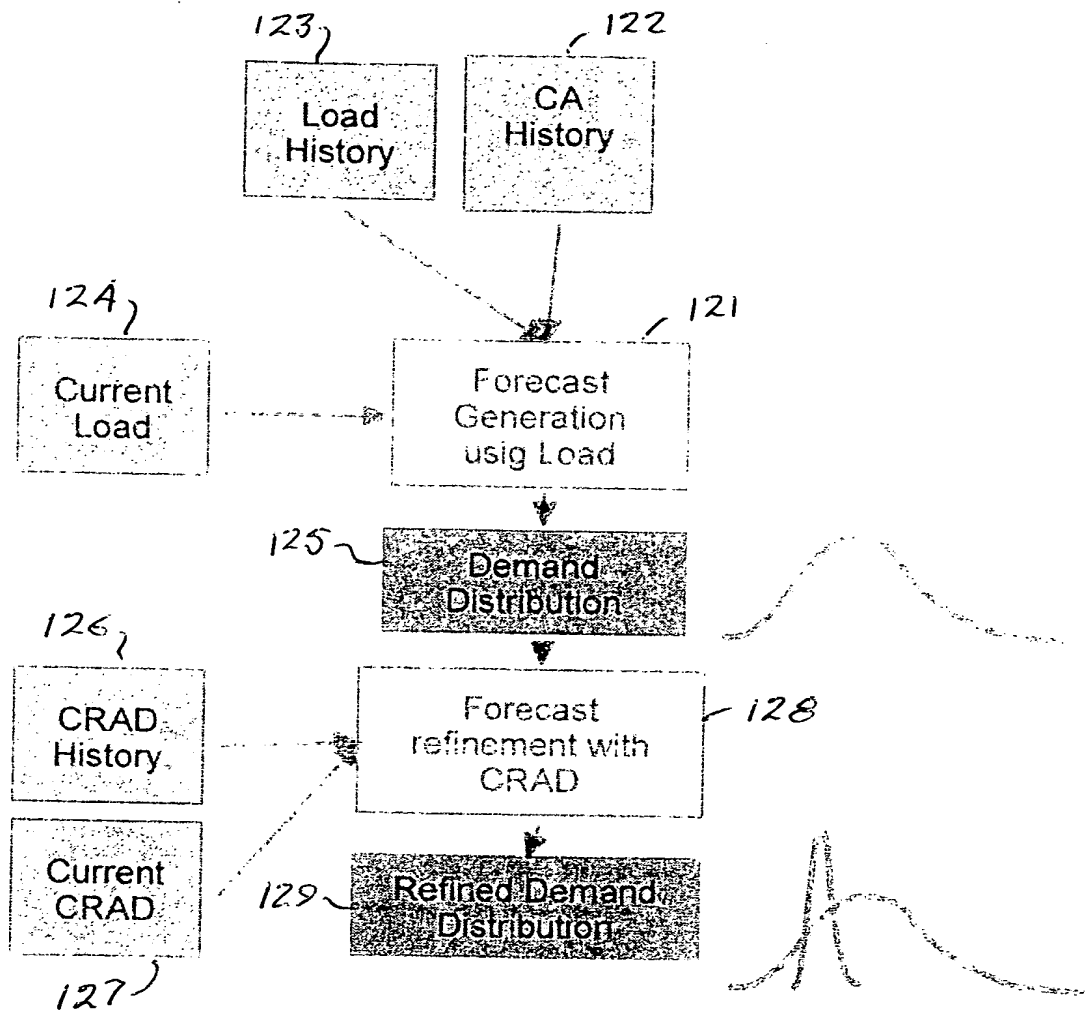 123
122
Load
History
CA
History
124
121
Current
Load
Forecast
Generation
usig Load
125
Demand
Distribution
126
CRAD
History
Forecast
refinement with
CRAD
128
Current
CRAD
129
Refined Demand
Distribution
127